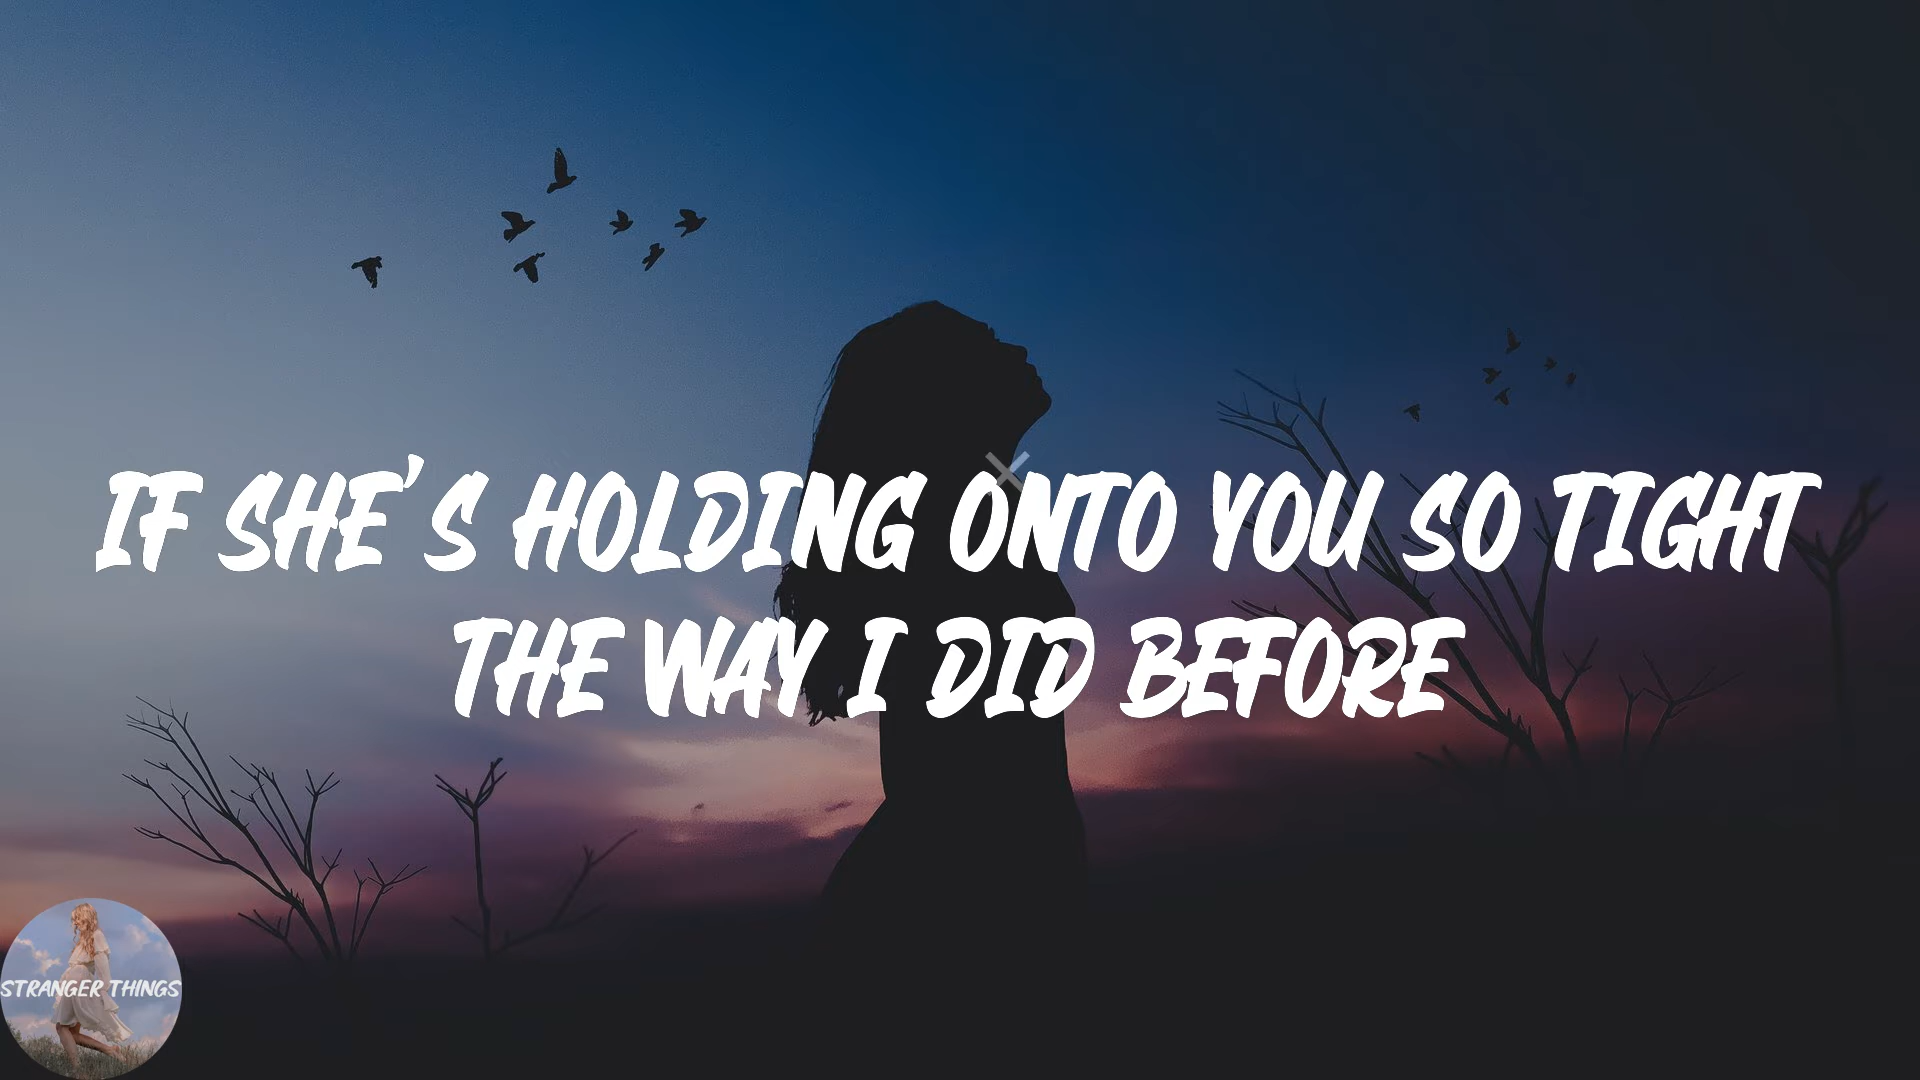 IF SHE'S HOLDING ONTO YOU SO TIGHT
THE WAY I DID BEFORE
STRANGER THINGS